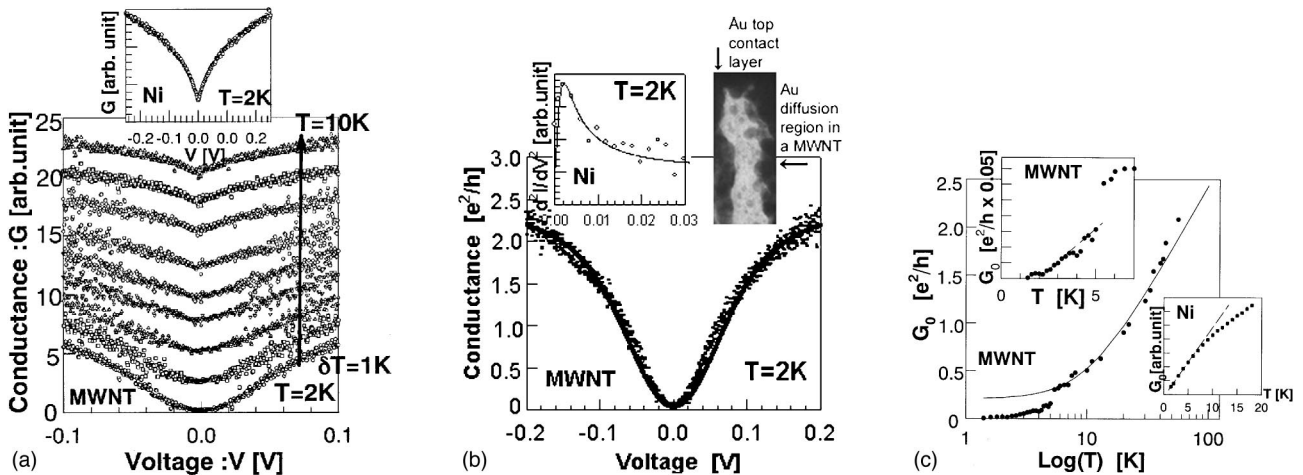 G [arb. unit]
Ni
T=2K
-0.2 -0.1 0.0 0.1 0.2
V [V]
Conductance :G [arb.unit]
25
20
15
10
5
0
T=10K
δT=1K
T=2K
MWNT
-0.1 0.0 0.1
(a)
Voltage :V [V]
Au top
contact
layer
Au
diffusion
region in
a MWNT
d²I/dV² [arb.unit]
T=2K
Ni
.00 0.01 0.02 0.03
Conductance [e²/h]
3.0
2.5
2.0
1.5
1.0
0.5
0
MWNT
T=2K
-0.2 -0.1 0.0 0.1 0.2
(b)
Voltage [V]
G₀ [e²/h x 0.05]
MWNT
0 5
T [K]
G₀ [e²/h]
2.5
2.0
1.5
1.0
0.5
0
MWNT
G₀[arb.unit]
Ni
0 5 10 15 20
T [K]
1 10 100
(c)
Log(T) [K]